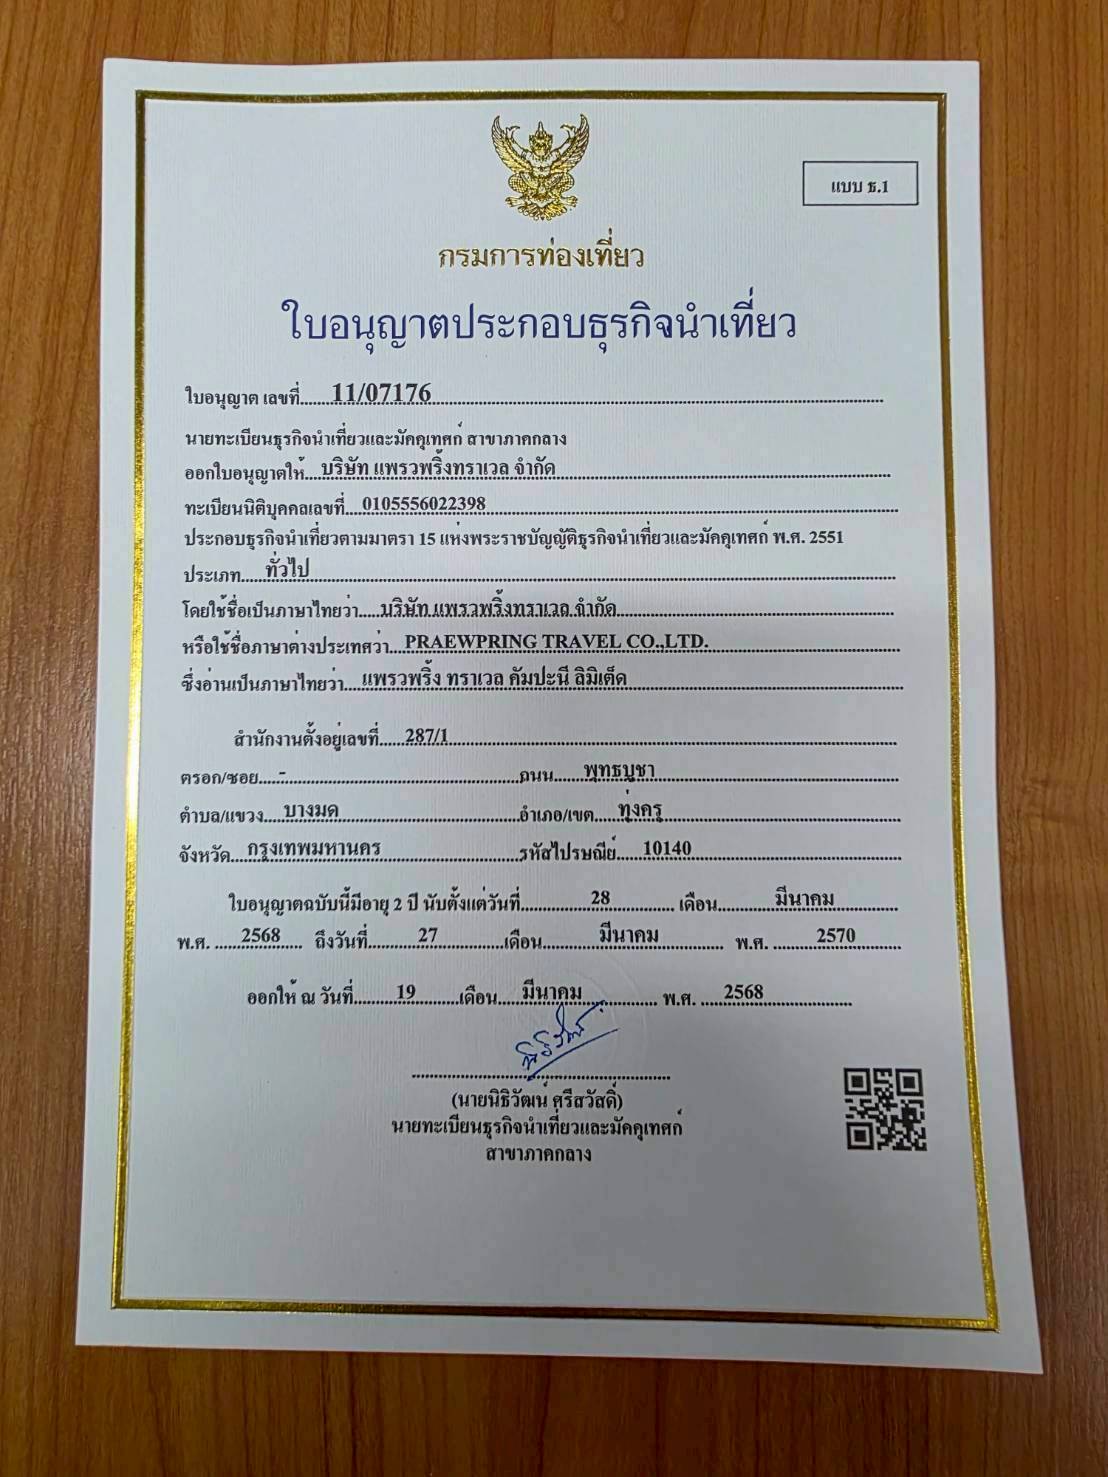 แบบ ธ.1
กรมการท่องเที่ยว
ใบอนุญาตประกอบธุรกิจนำเที่ยว
ใบอนุญาต เลขที่ 11/07176
นายทะเบียนธุรกิจนำเที่ยวและมัคคุเทศก์ สาขาภาคกลาง
ออกใบอนุญาตให้ บริษัท แพรวพริ้งทราเวล จำกัด
ทะเบียนนิติบุคคลเลขที่ 0105556022398
ประกอบธุรกิจนำเที่ยวตามมาตรา 15 แห่งพระราชบัญญัติธุรกิจนำเที่ยวและมัคคุเทศก์ พ.ศ. 2551
ประเภท ทั่วไป
โดยใช้ชื่อเป็นภาษาไทยว่า บริษัท แพรวพริ้งทราเวล จำกัด
หรือใช้ชื่อภาษาต่างประเทศว่า PRAEWPRING TRAVEL CO.,LTD.
ซึ่งอ่านเป็นภาษาไทยว่า แพรวพริ้ง ทราเวล คัมปะนี ลิมิเต็ด
สำนักงานตั้งอยู่เลขที่ 287/1
ตรอก/ซอย - ถนน พุทธบูชา
ตำบล/แขวง บางมด อำเภอ/เขต ทุ่งครุ
จังหวัด กรุงเทพมหานคร รหัสไปรษณีย์ 10140
ใบอนุญาตฉบับนี้มีอายุ 2 ปี นับตั้งแต่วันที่ 28 เดือน มีนาคม
พ.ศ. 2568 ถึงวันที่ 27 เดือน มีนาคม พ.ศ. 2570
ออกให้ ณ วันที่ 19 เดือน มีนาคม พ.ศ. 2568
(นายนิธิวัฒน์ ศรีสวัสดิ์)
นายทะเบียนธุรกิจนำเที่ยวและมัคคุเทศก์
สาขาภาคกลาง